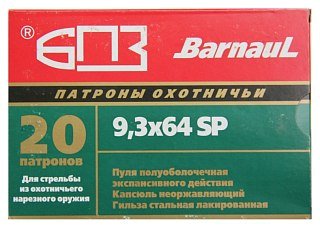 ® БПЗ Barnaul
ПАТРОНЫ ОХОТНИЧЬИ
20
патронов
Для стрельбы
из охотничьего
нарезного оружия
9,3x64 SP
Пуля полуоболочечная
экспансивного действия
Капсюль неоржавляющий
Гильза стальная лакированная